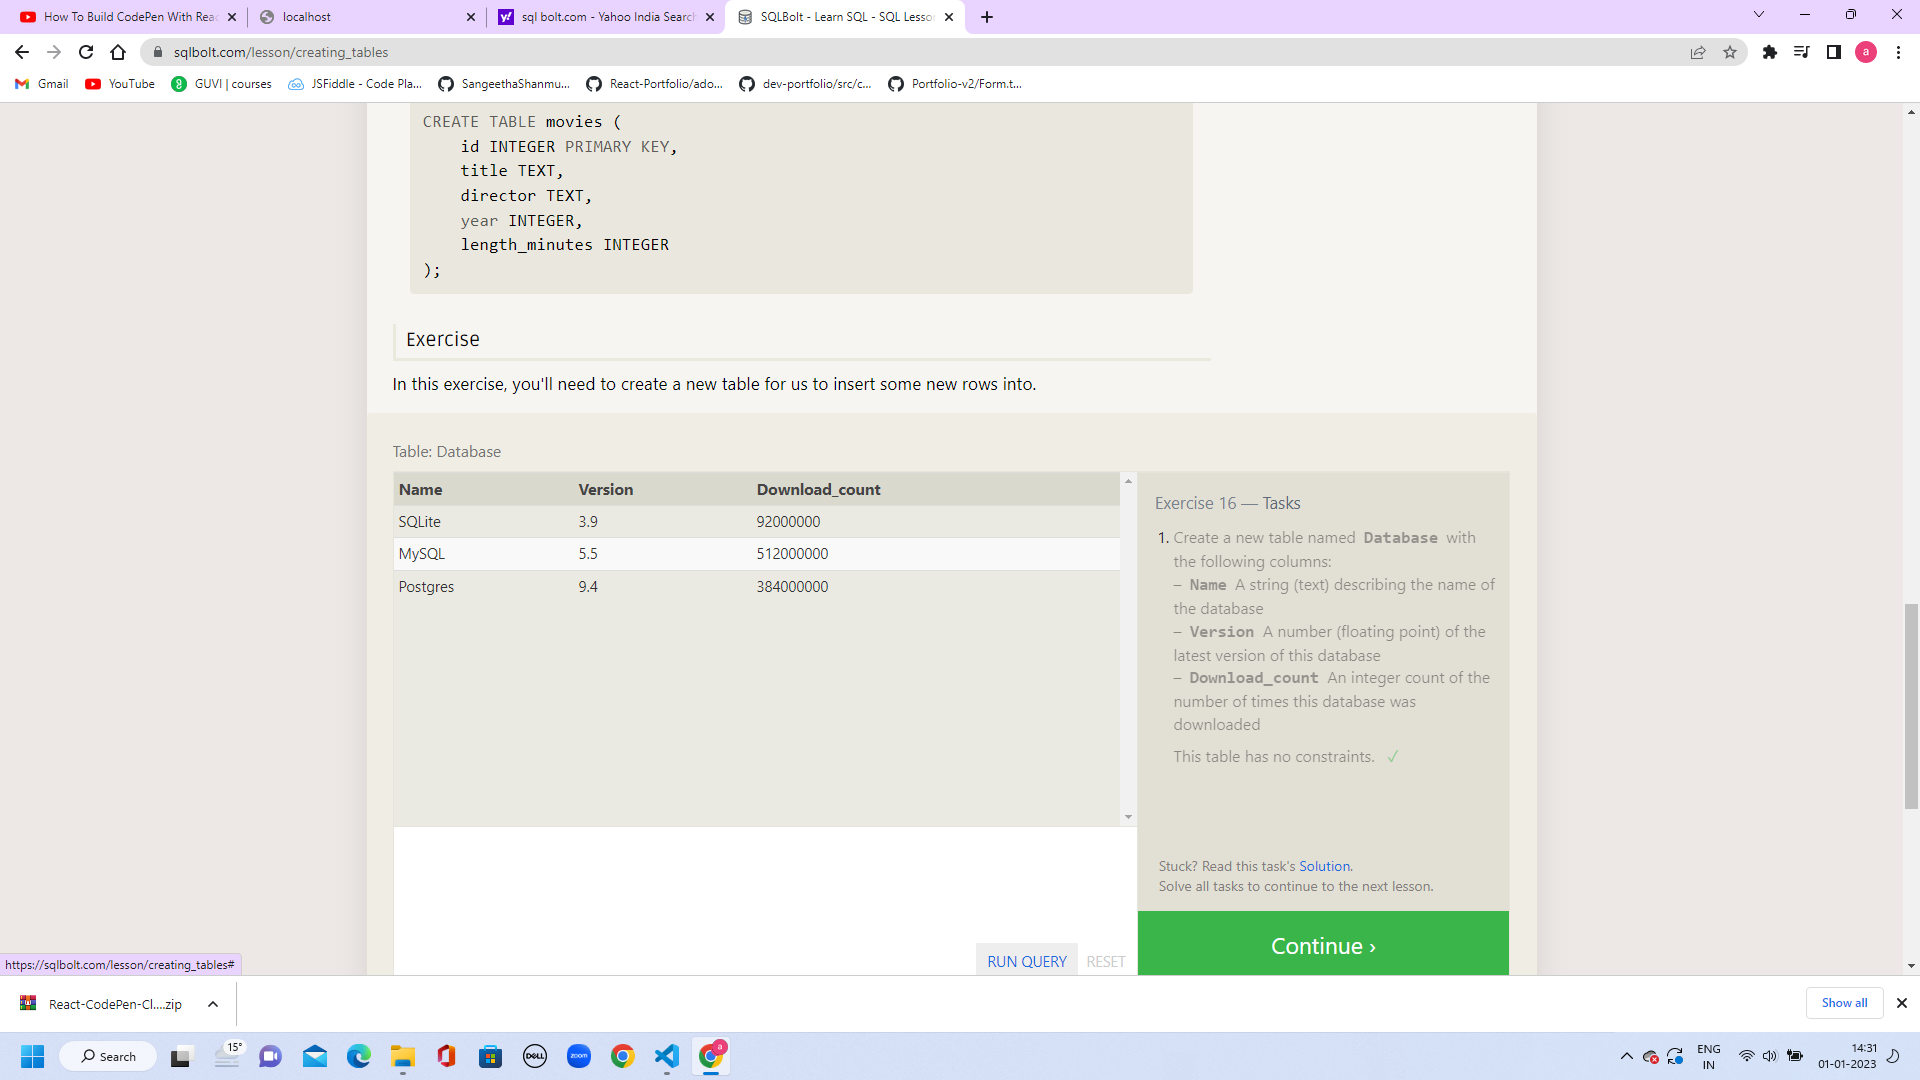 How To Build CodePen With Reac
localhost
sql bolt.com - Yahoo India Search
SQLBolt - Learn SQL - SQL Lesso
sqlbolt.com/lesson/creating_tables
a
Gmail
YouTube
GUVI | courses
JSFiddle - Code Pla...
SangeethaShanmu...
React-Portfolio/ado...
dev-portfolio/src/c...
Portfolio-v2/Form.t...
CREATE TABLE movies (
id INTEGER PRIMARY KEY,
title TEXT,
director TEXT,
year INTEGER,
length_minutes INTEGER
);
Exercise
In this exercise, you'll need to create a new table for us to insert some new rows into.
Table: Database
Name Version Download_count
SQLite 3.9 92000000
MySQL 5.5 512000000
Postgres 9.4 384000000
Exercise 16 — Tasks
1. Create a new table named Database with
the following columns:
– Name A string (text) describing the name of
the database
– Version A number (floating point) of the
latest version of this database
– Download_count An integer count of the
number of times this database was
downloaded
This table has no constraints. ✓
Stuck? Read this task's Solution.
Solve all tasks to continue to the next lesson.
RUN QUERY RESET
Continue ›
https://sqlbolt.com/lesson/creating_tables#
React-CodePen-Cl....zip
Show all
Search
15°
DELL
zoom
a
ENG
IN
14:31
01-01-2023